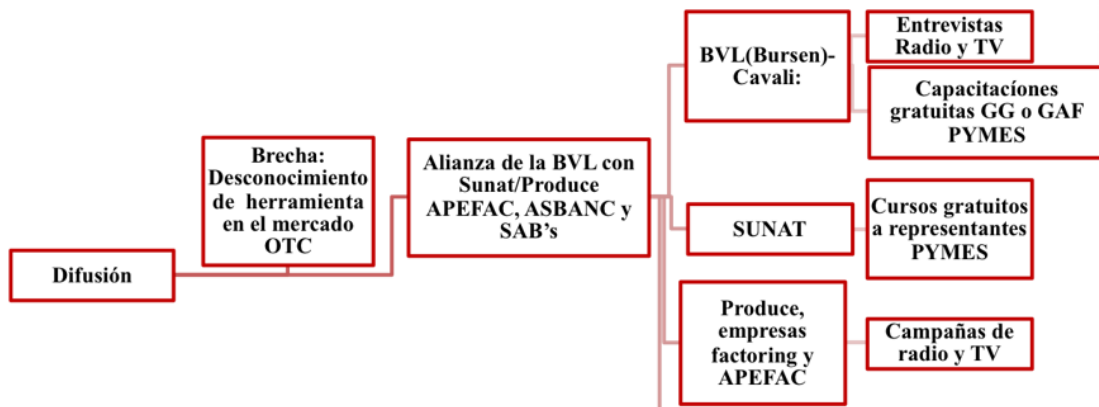 Difusión
Brecha:
Desconocimiento
de herramienta
en el mercado
OTC
Alianza de la BVL con
Sunat/Produce
APEFAC, ASBANC y
SAB’s
BVL(Bursen)-
Cavali:
Entrevistas
Radio y TV
Capacitacíones
gratuitas GG o GAF
PYMES
SUNAT
Cursos gratuitos
a representantes
PYMES
Produce,
empresas
factoring y
APEFAC
Campañas de
radio y TV